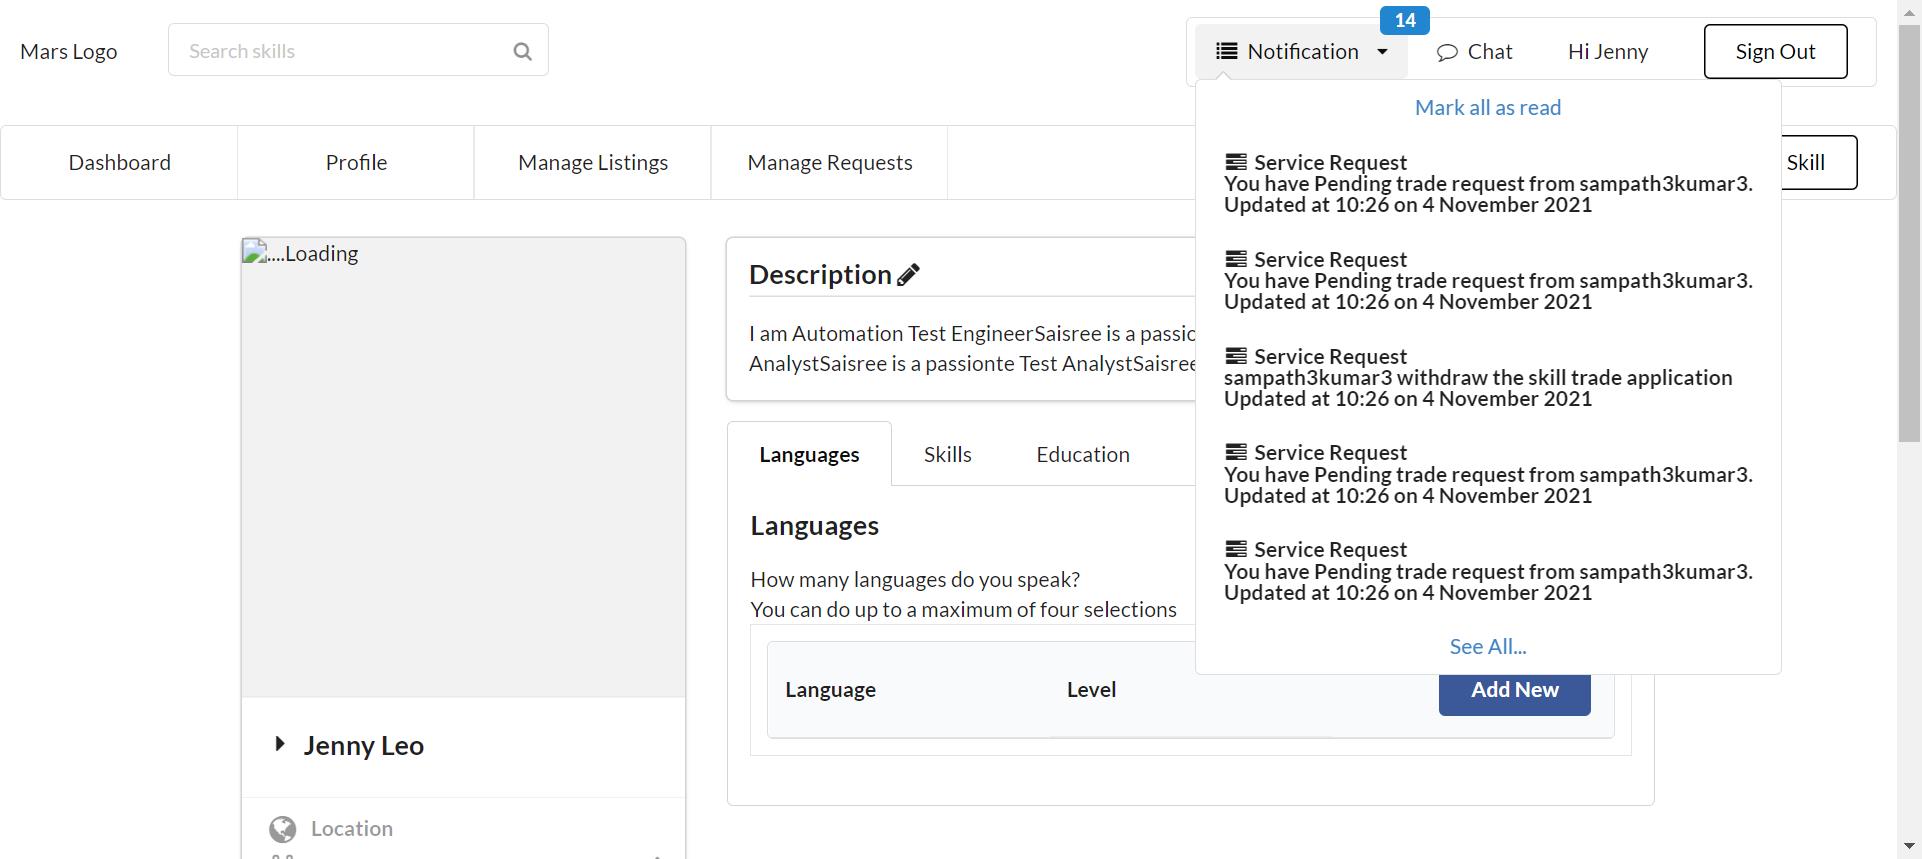 14
Mars Logo
Search skills
Notification
Chat
Hi Jenny
Sign Out
Mark all as read
Dashboard
Profile
Manage Listings
Manage Requests
Skill
Service Request
You have Pending trade request from sampath3kumar3.
Updated at 10:26 on 4 November 2021
Service Request
You have Pending trade request from sampath3kumar3.
Updated at 10:26 on 4 November 2021
Service Request
sampath3kumar3 withdraw the skill trade application
Updated at 10:26 on 4 November 2021
Service Request
You have Pending trade request from sampath3kumar3.
Updated at 10:26 on 4 November 2021
Service Request
You have Pending trade request from sampath3kumar3.
Updated at 10:26 on 4 November 2021
See All...
....Loading
Jenny Leo
Location
Description
I am Automation Test EngineerSaisree is a passio
AnalystSaisree is a passionte Test AnalystSaisree
Languages
Skills
Education
Languages
How many languages do you speak?
You can do up to a maximum of four selections
Language
Level
Add New